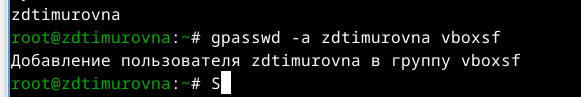 zdtimurovna
root@zdtimurovna:~# gpasswd -a zdtimurovna vboxsf
Добавление пользователя zdtimurovna в группу vboxsf
root@zdtimurovna:~# S